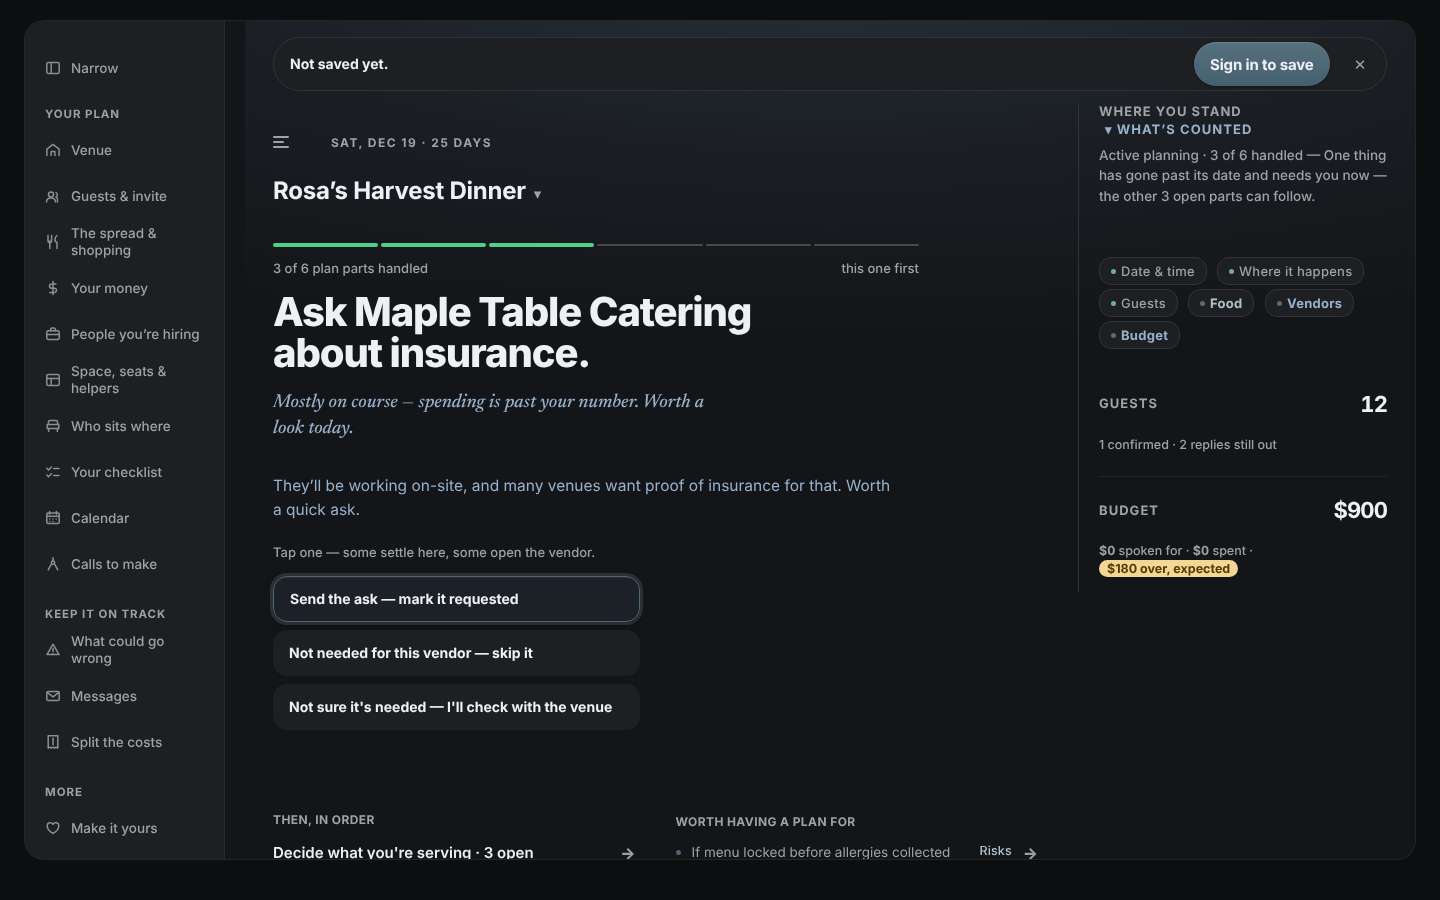 Narrow
YOUR PLAN
Venue
Guests & invite
The spread &
shopping
Your money
People you’re hiring
Space, seats &
helpers
Who sits where
Your checklist
Calendar
Calls to make
KEEP IT ON TRACK
What could go
wrong
Messages
Split the costs
MORE
Make it yours
Not saved yet.
Sign in to save
×
SAT, DEC 19 · 25 DAYS
Rosa’s Harvest Dinner ▾
3 of 6 plan parts handled
this one first
Ask Maple Table Catering
about insurance.
Mostly on course – spending is past your number. Worth a
look today.
They’ll be working on-site, and many venues want proof of insurance for that. Worth
a quick ask.
Tap one — some settle here, some open the vendor.
Send the ask — mark it requested
Not needed for this vendor — skip it
Not sure it's needed — I'll check with the venue
THEN, IN ORDER
Decide what you're serving · 3 open →
WORTH HAVING A PLAN FOR
• If menu locked before allergies collected Risks →
WHERE YOU STAND
▾ WHAT’S COUNTED
Active planning · 3 of 6 handled — One thing
has gone past its date and needs you now —
the other 3 open parts can follow.
• Date & time
• Where it happens
• Guests
• Food
• Vendors
• Budget
GUESTS 12
1 confirmed · 2 replies still out
BUDGET $900
$0 spoken for · $0 spent ·
$180 over, expected